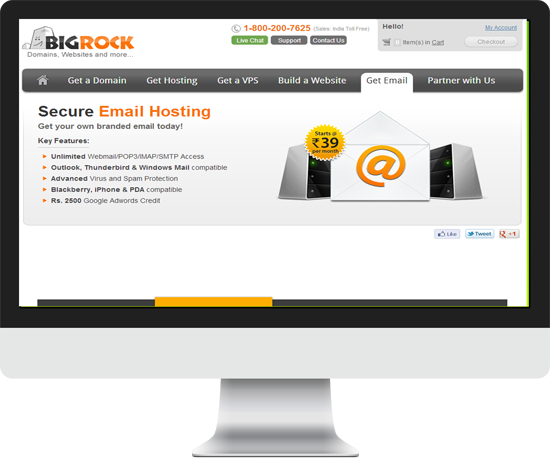 BIGROCK
Domains, Websites and more...
1-800-200-7625 (Sales: India Toll Free)
Live Chat Support Contact Us
Hello! My Account
Item(s) in Cart Checkout
Get a Domain Get Hosting Get a VPS Build a Website Get Email Partner with Us
Secure Email Hosting
Get your own branded email today!
Key Features:
Unlimited Webmail/POP3/IMAP/SMTP Access
Outlook, Thunderbird & Windows Mail compatible
Advanced Virus and Spam Protection
Blackberry, iPhone & PDA compatible
Rs. 2500 Google Adwords Credit
Starts @
₹39
per month
@
Like Tweet +1